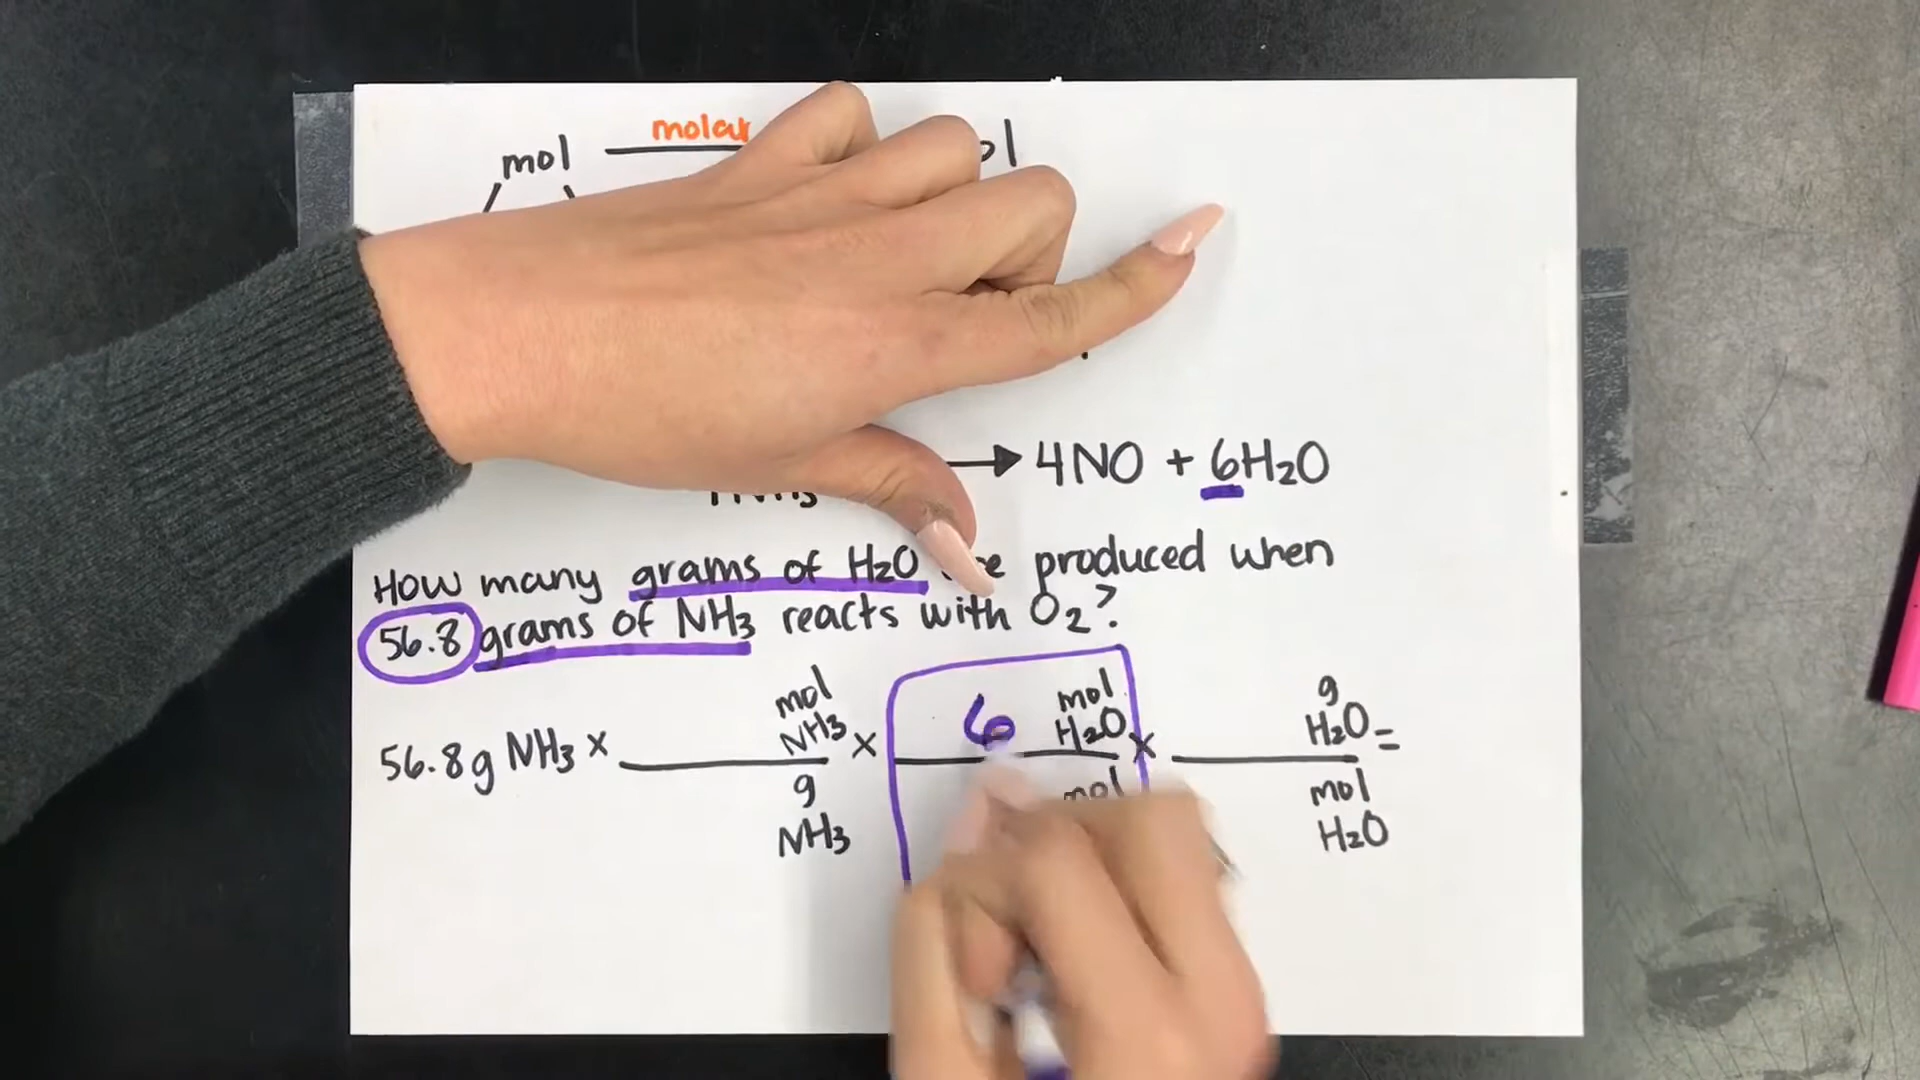 molar
mol
→ 4NO + 6H₂O
How many grams of H₂O produced when
56.8 grams of NH₃ reacts with O₂?
56.8g NH₃ × mol NH₃ / g NH₃ × 6 mol H₂O / mol × g H₂O / mol H₂O =